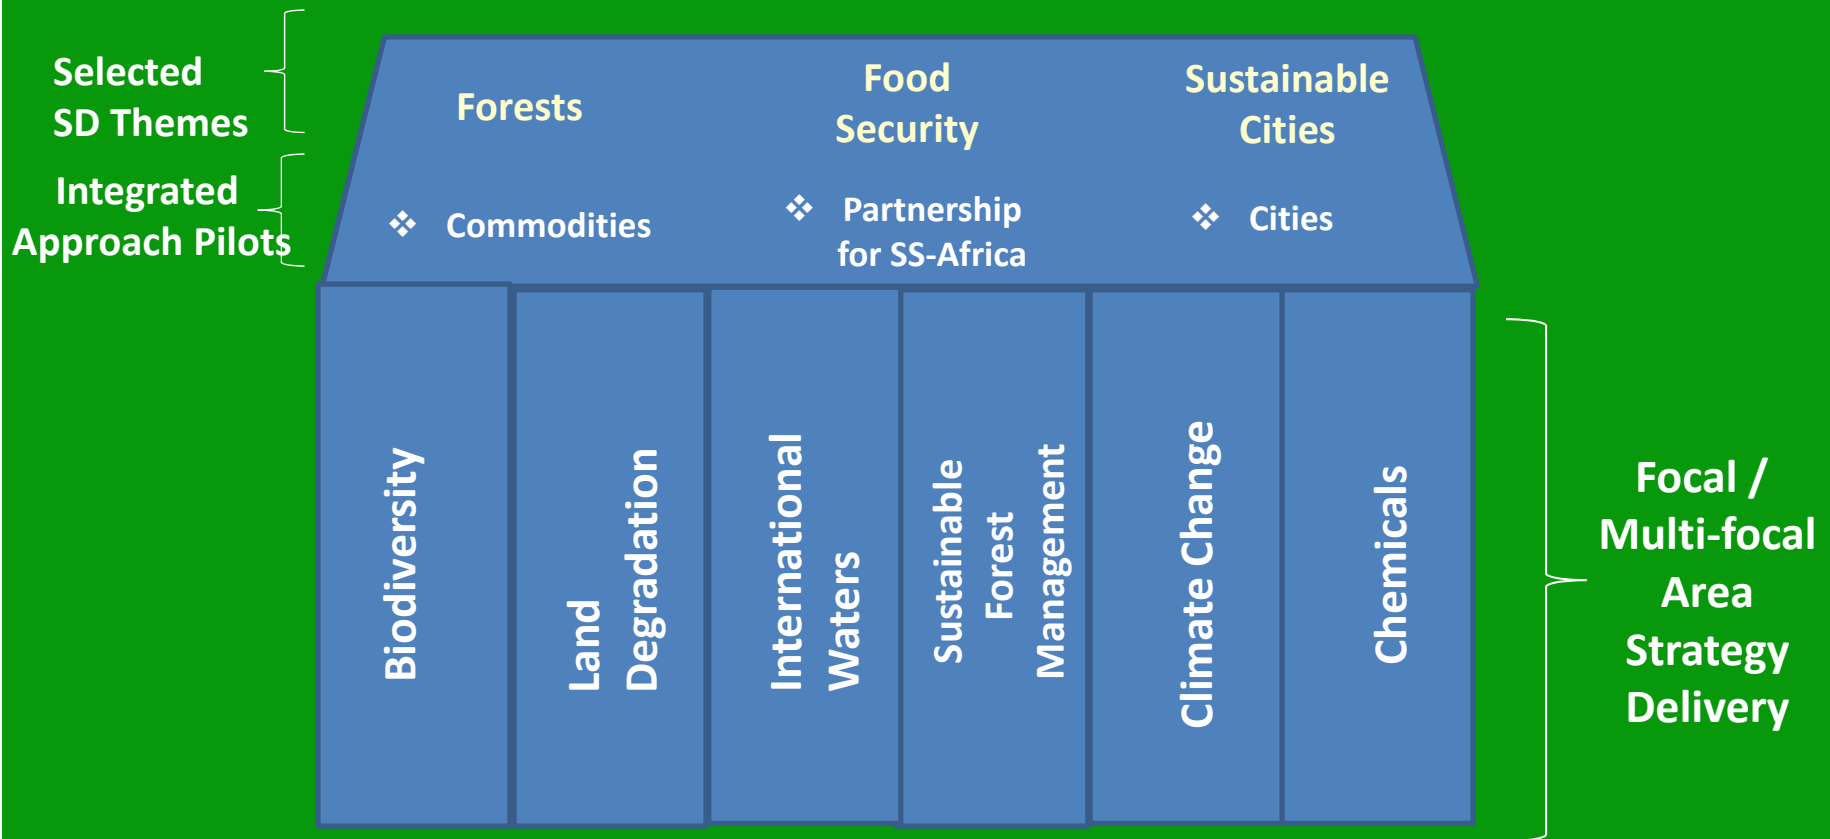 Selected
SD Themes
Forests
Food
Security
Sustainable
Cities
Integrated
Approach Pilots
❖ Commodities
❖ Partnership
for SS-Africa
❖ Cities
Biodiversity
Land
Degradation
International
Waters
Sustainable
Forest
Management
Climate Change
Chemicals
Focal /
Multi-focal
Area
Strategy
Delivery